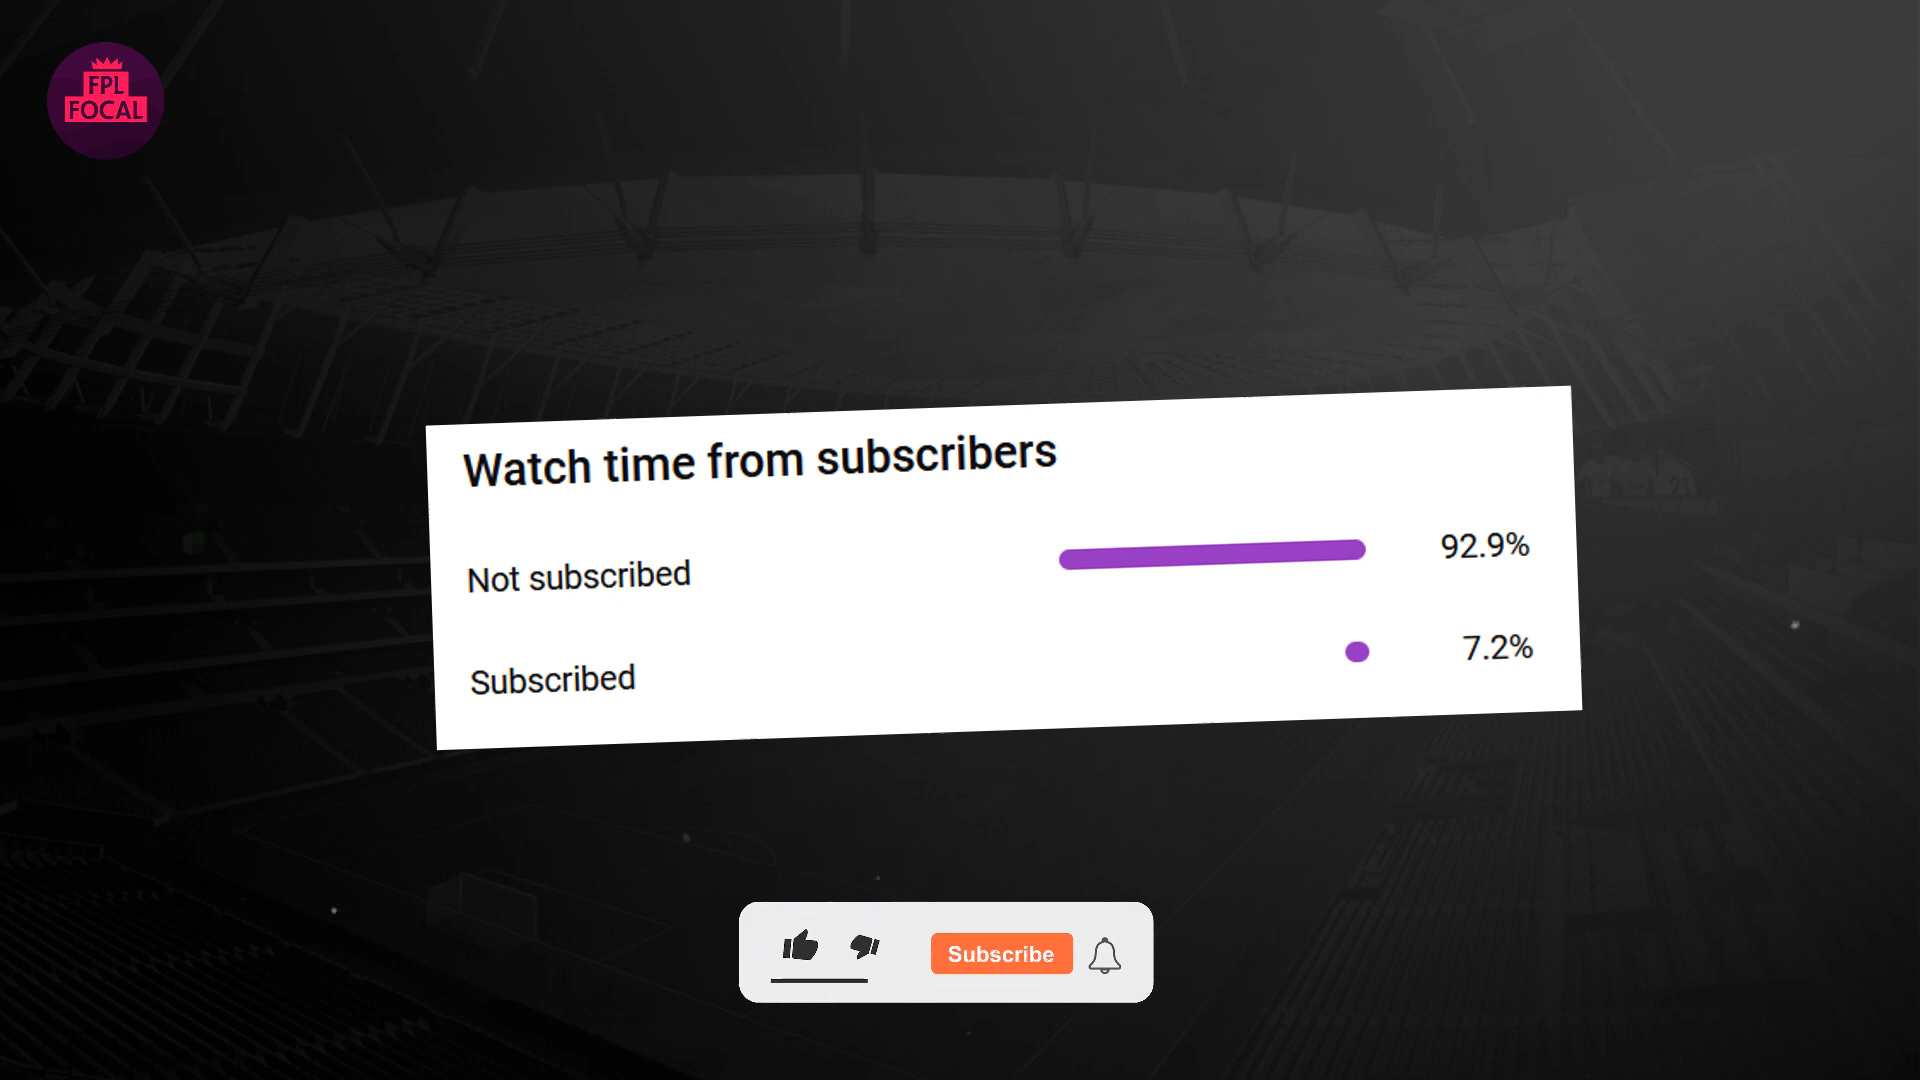 FPL
FOCAL
Watch time from subscribers
Not subscribed 92.9%
Subscribed 7.2%
Subscribe